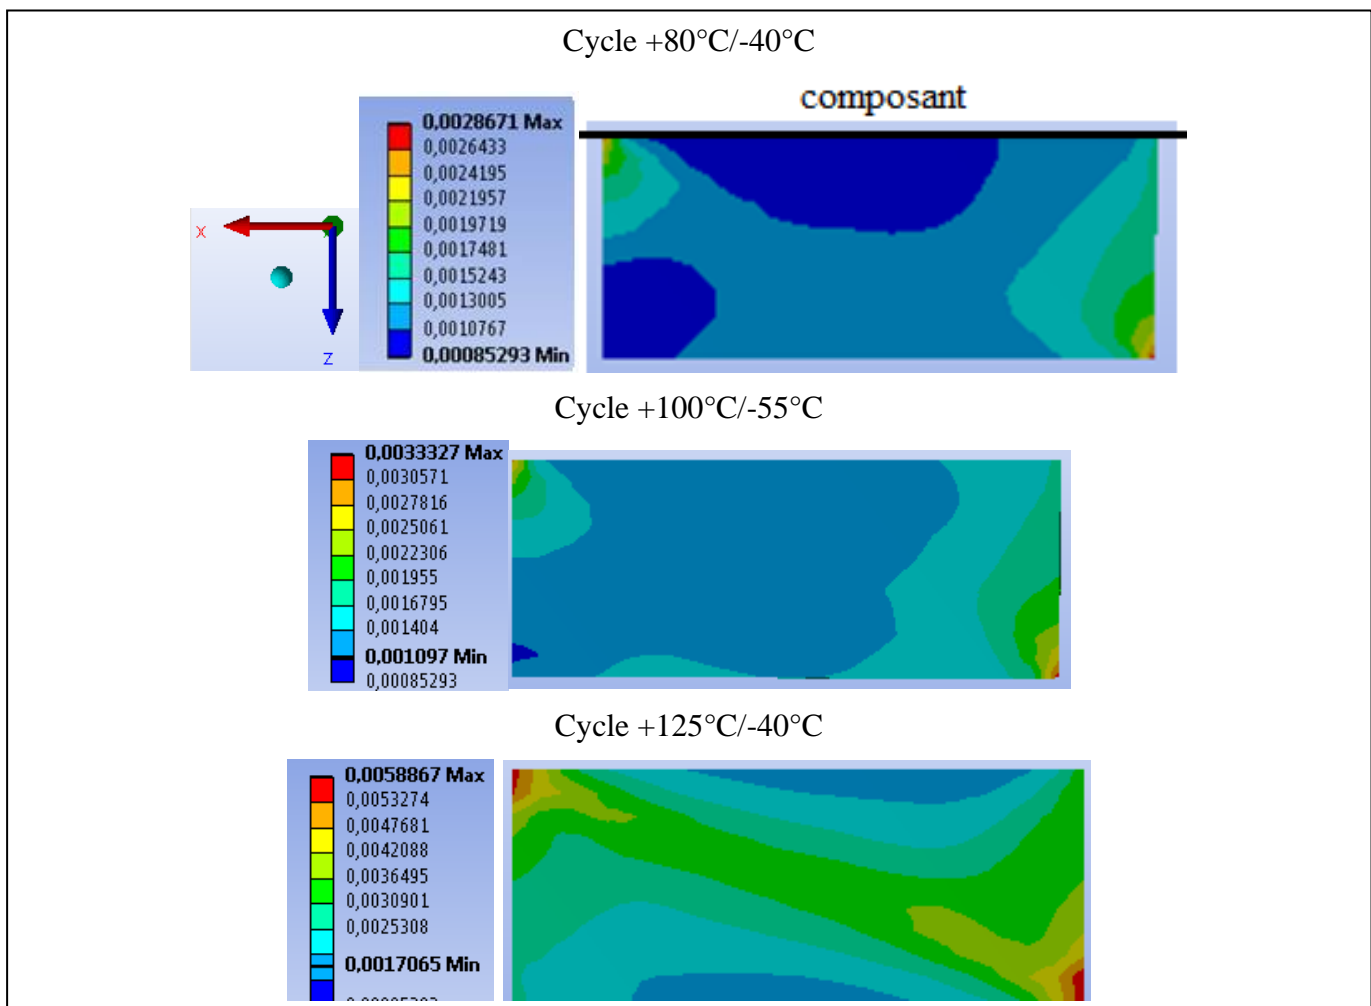 Cycle +80°C/-40°C
composant
0,0028671 Max
0,0026433
0,0024195
0,0021957
0,0019719
0,0017481
0,0015243
0,0013005
0,0010767
0,00085293 Min
X
Z
Cycle +100°C/-55°C
0,0033327 Max
0,0030571
0,0027816
0,0025061
0,0022306
0,001955
0,0016795
0,001404
0,001097 Min
0,00085293
Cycle +125°C/-40°C
0,0058867 Max
0,0053274
0,0047681
0,0042088
0,0036495
0,0030901
0,0025308
0,0017065 Min